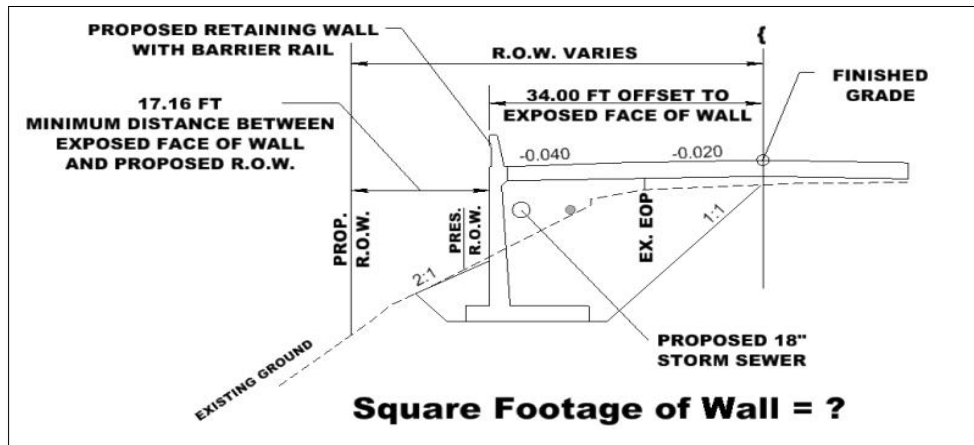 PROPOSED RETAINING WALL
WITH BARRIER RAIL
R.O.W. VARIES
FINISHED
GRADE
17.16 FT
MINIMUM DISTANCE BETWEEN
EXPOSED FACE OF WALL
AND PROPOSED R.O.W.
34.00 FT OFFSET TO
EXPOSED FACE OF WALL
-0.040
-0.020
PROP.
R.O.W.
PRES.
R.O.W.
EX. EOP
1:1
2:1
EXISTING GROUND
PROPOSED 18"
STORM SEWER
Square Footage of Wall = ?